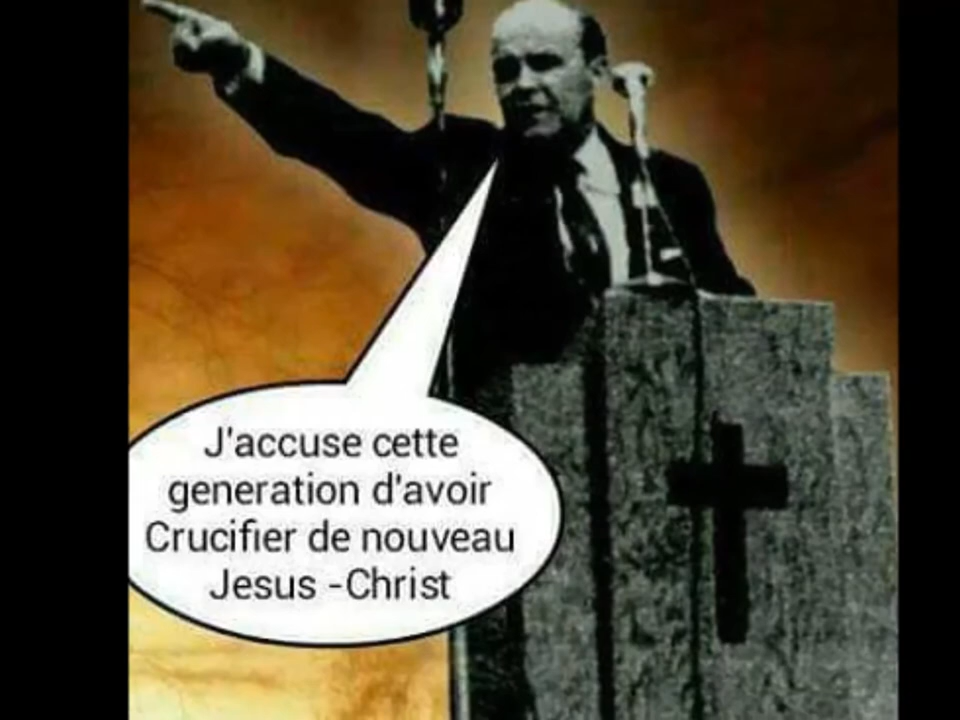 J'accuse cette
generation d'avoir
Crucifier de nouveau
Jesus -Christ